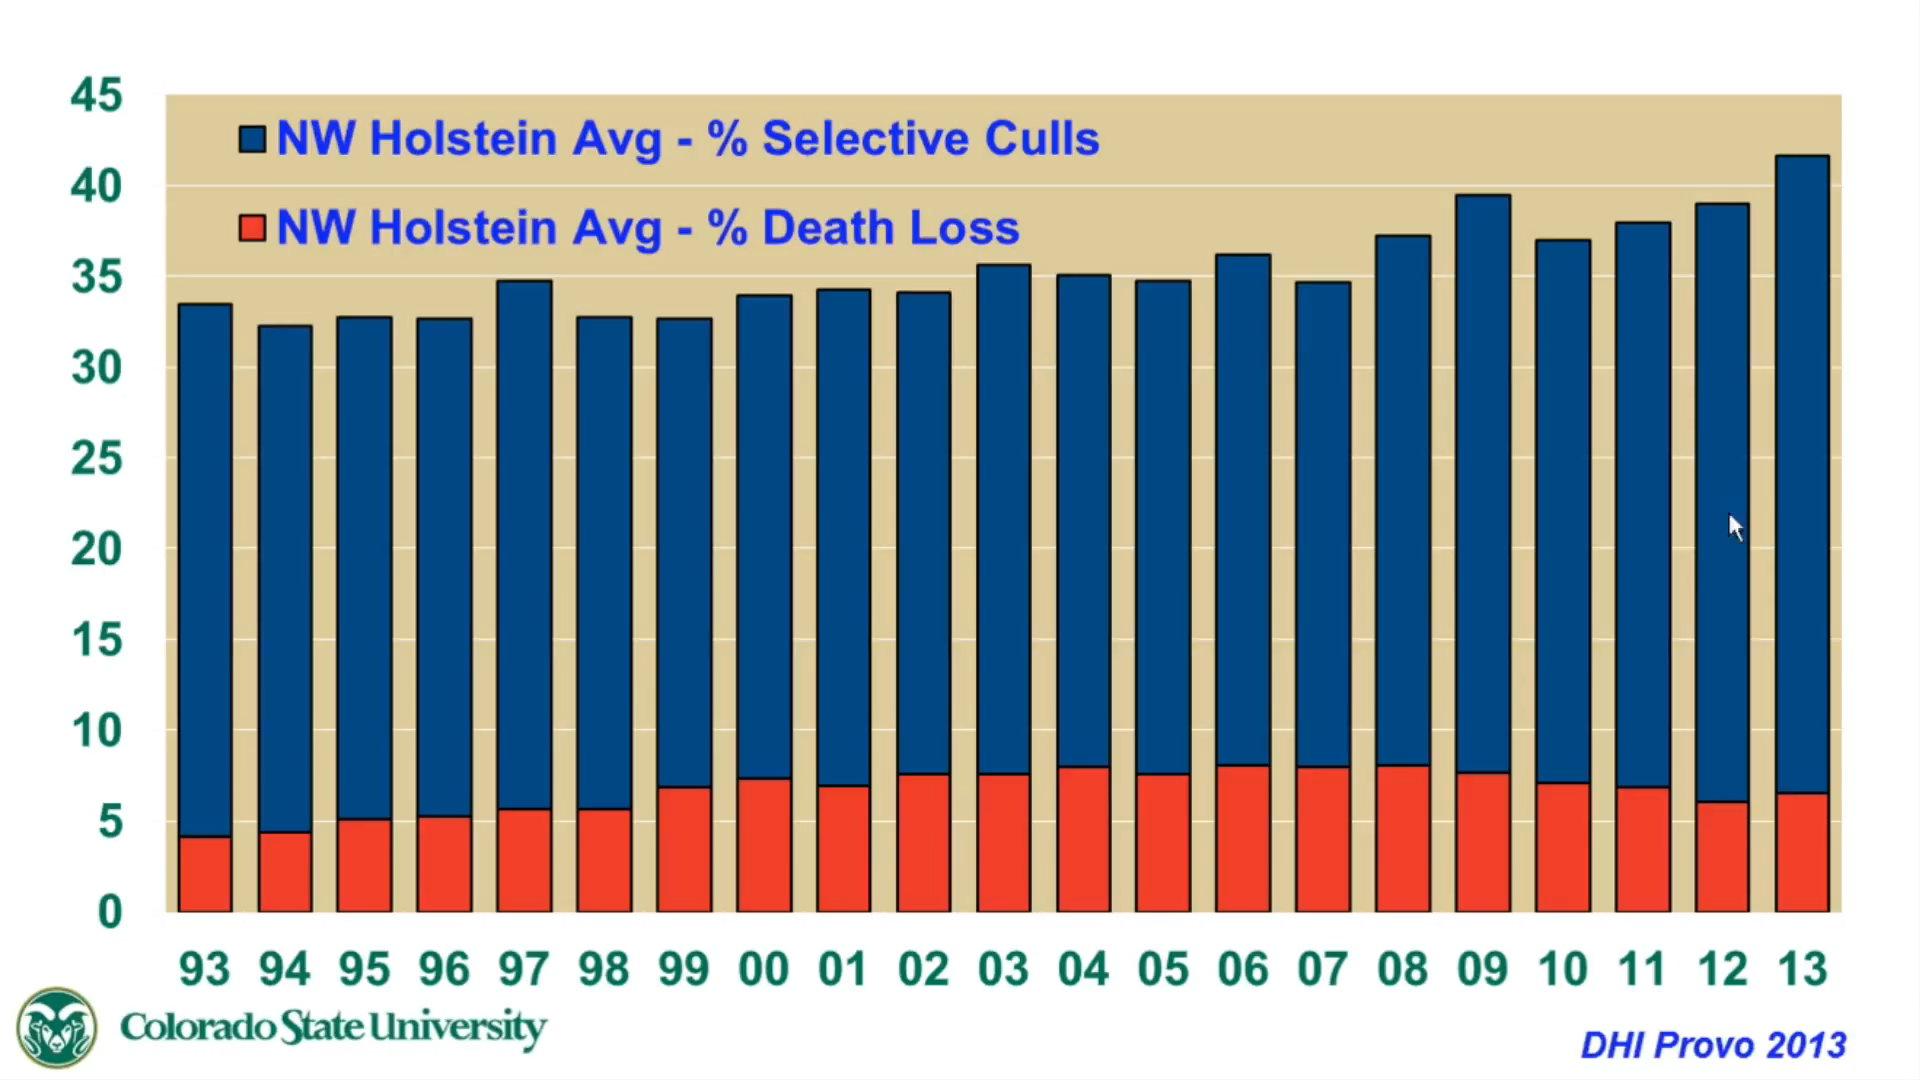 45
NW Holstein Avg - % Selective Culls
40
NW Holstein Avg - % Death Loss
35
30
25
20
15
10
5
0
93 94 95 96 97 98 99 00 01 02 03 04 05 06 07 08 09 10 11 12 13
Colorado State University
DHI Provo 2013